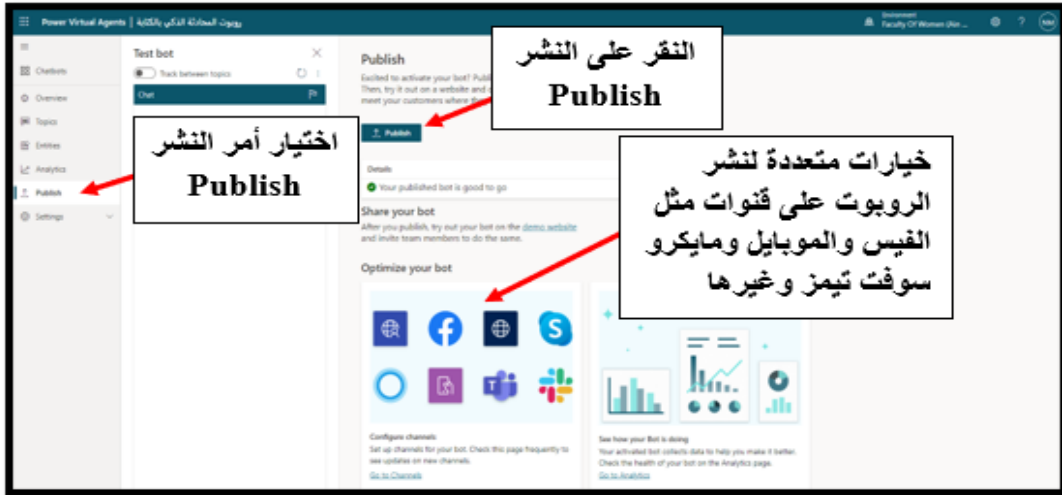 Power Virtual Agents | روبوت المحادثة الذكي بالكتابة
Environment
Faculty Of Women (Ain ...
?
NM
Chatbots
Overview
Topics
Entities
Analytics
Publish
Settings
Test bot
Track between topics
Chat
اختيار أمر النشر
Publish
Publish
Excited to activate your bot? Publ
Then, try it out on a website and
meet your customers where the
Publish
النقر على النشر
Publish
خيارات متعددة لنشر
الروبوت على قنوات مثل
الفيس والموبايل ومايكرو
سوفت تيمز وغيرها
Details
Your published bot is good to go
Share your bot
After you publish, try out your bot on the demo website
and invite team members to do the same.
Optimize your bot
Configure channels
Set up channels for your bot. Check this page frequently to
see updates on new channels.
Go to Channels
See how your Bot is doing
Your activated bot collects data to help you make it better.
Check the health of your bot on the Analytics page.
Go to Analytics